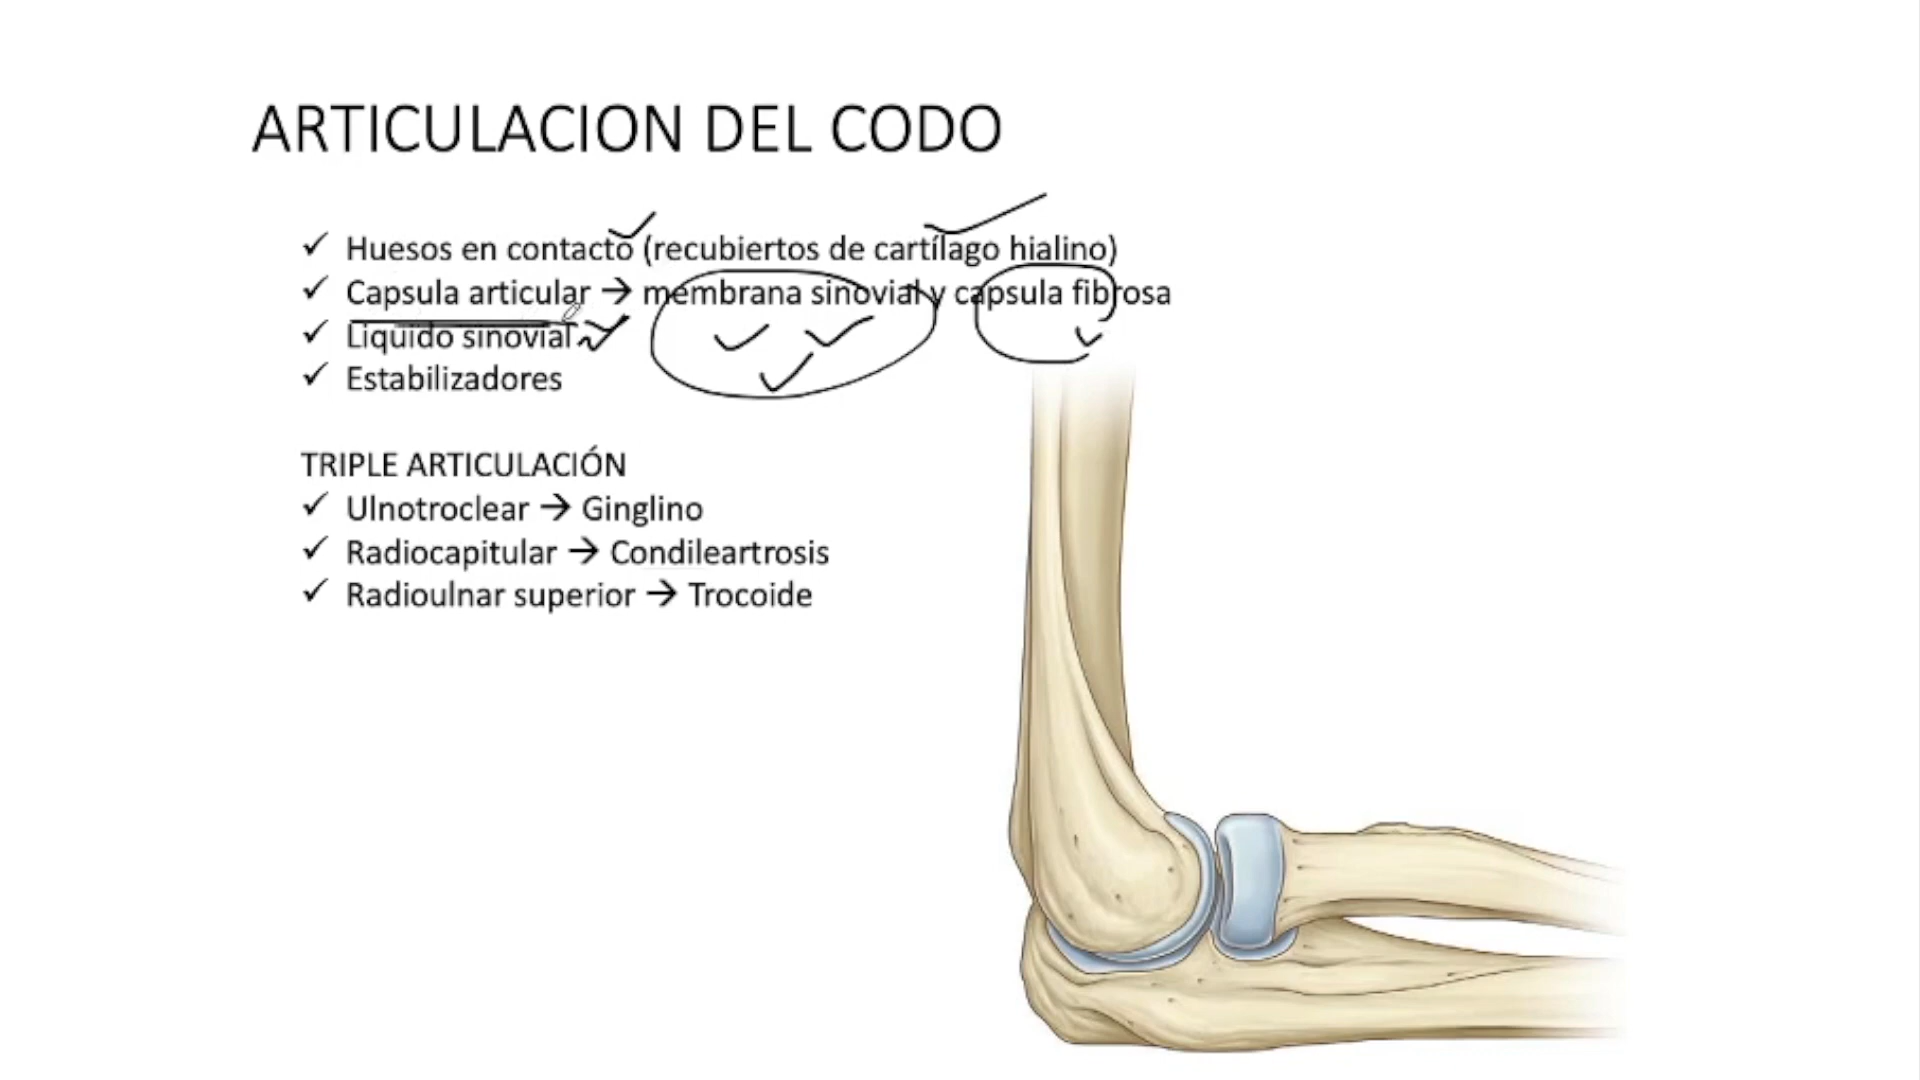 ARTICULACION DEL CODO
✓ Huesos en contacto (recubiertos de cartílago hialino)
✓ Capsula articular → membrana sinovial y capsula fibrosa
✓ Liquido sinovial
✓ Estabilizadores
TRIPLE ARTICULACIÓN
✓ Ulnotroclear → Ginglino
✓ Radiocapitular → Condileartrosis
✓ Radioulnar superior → Trocoide